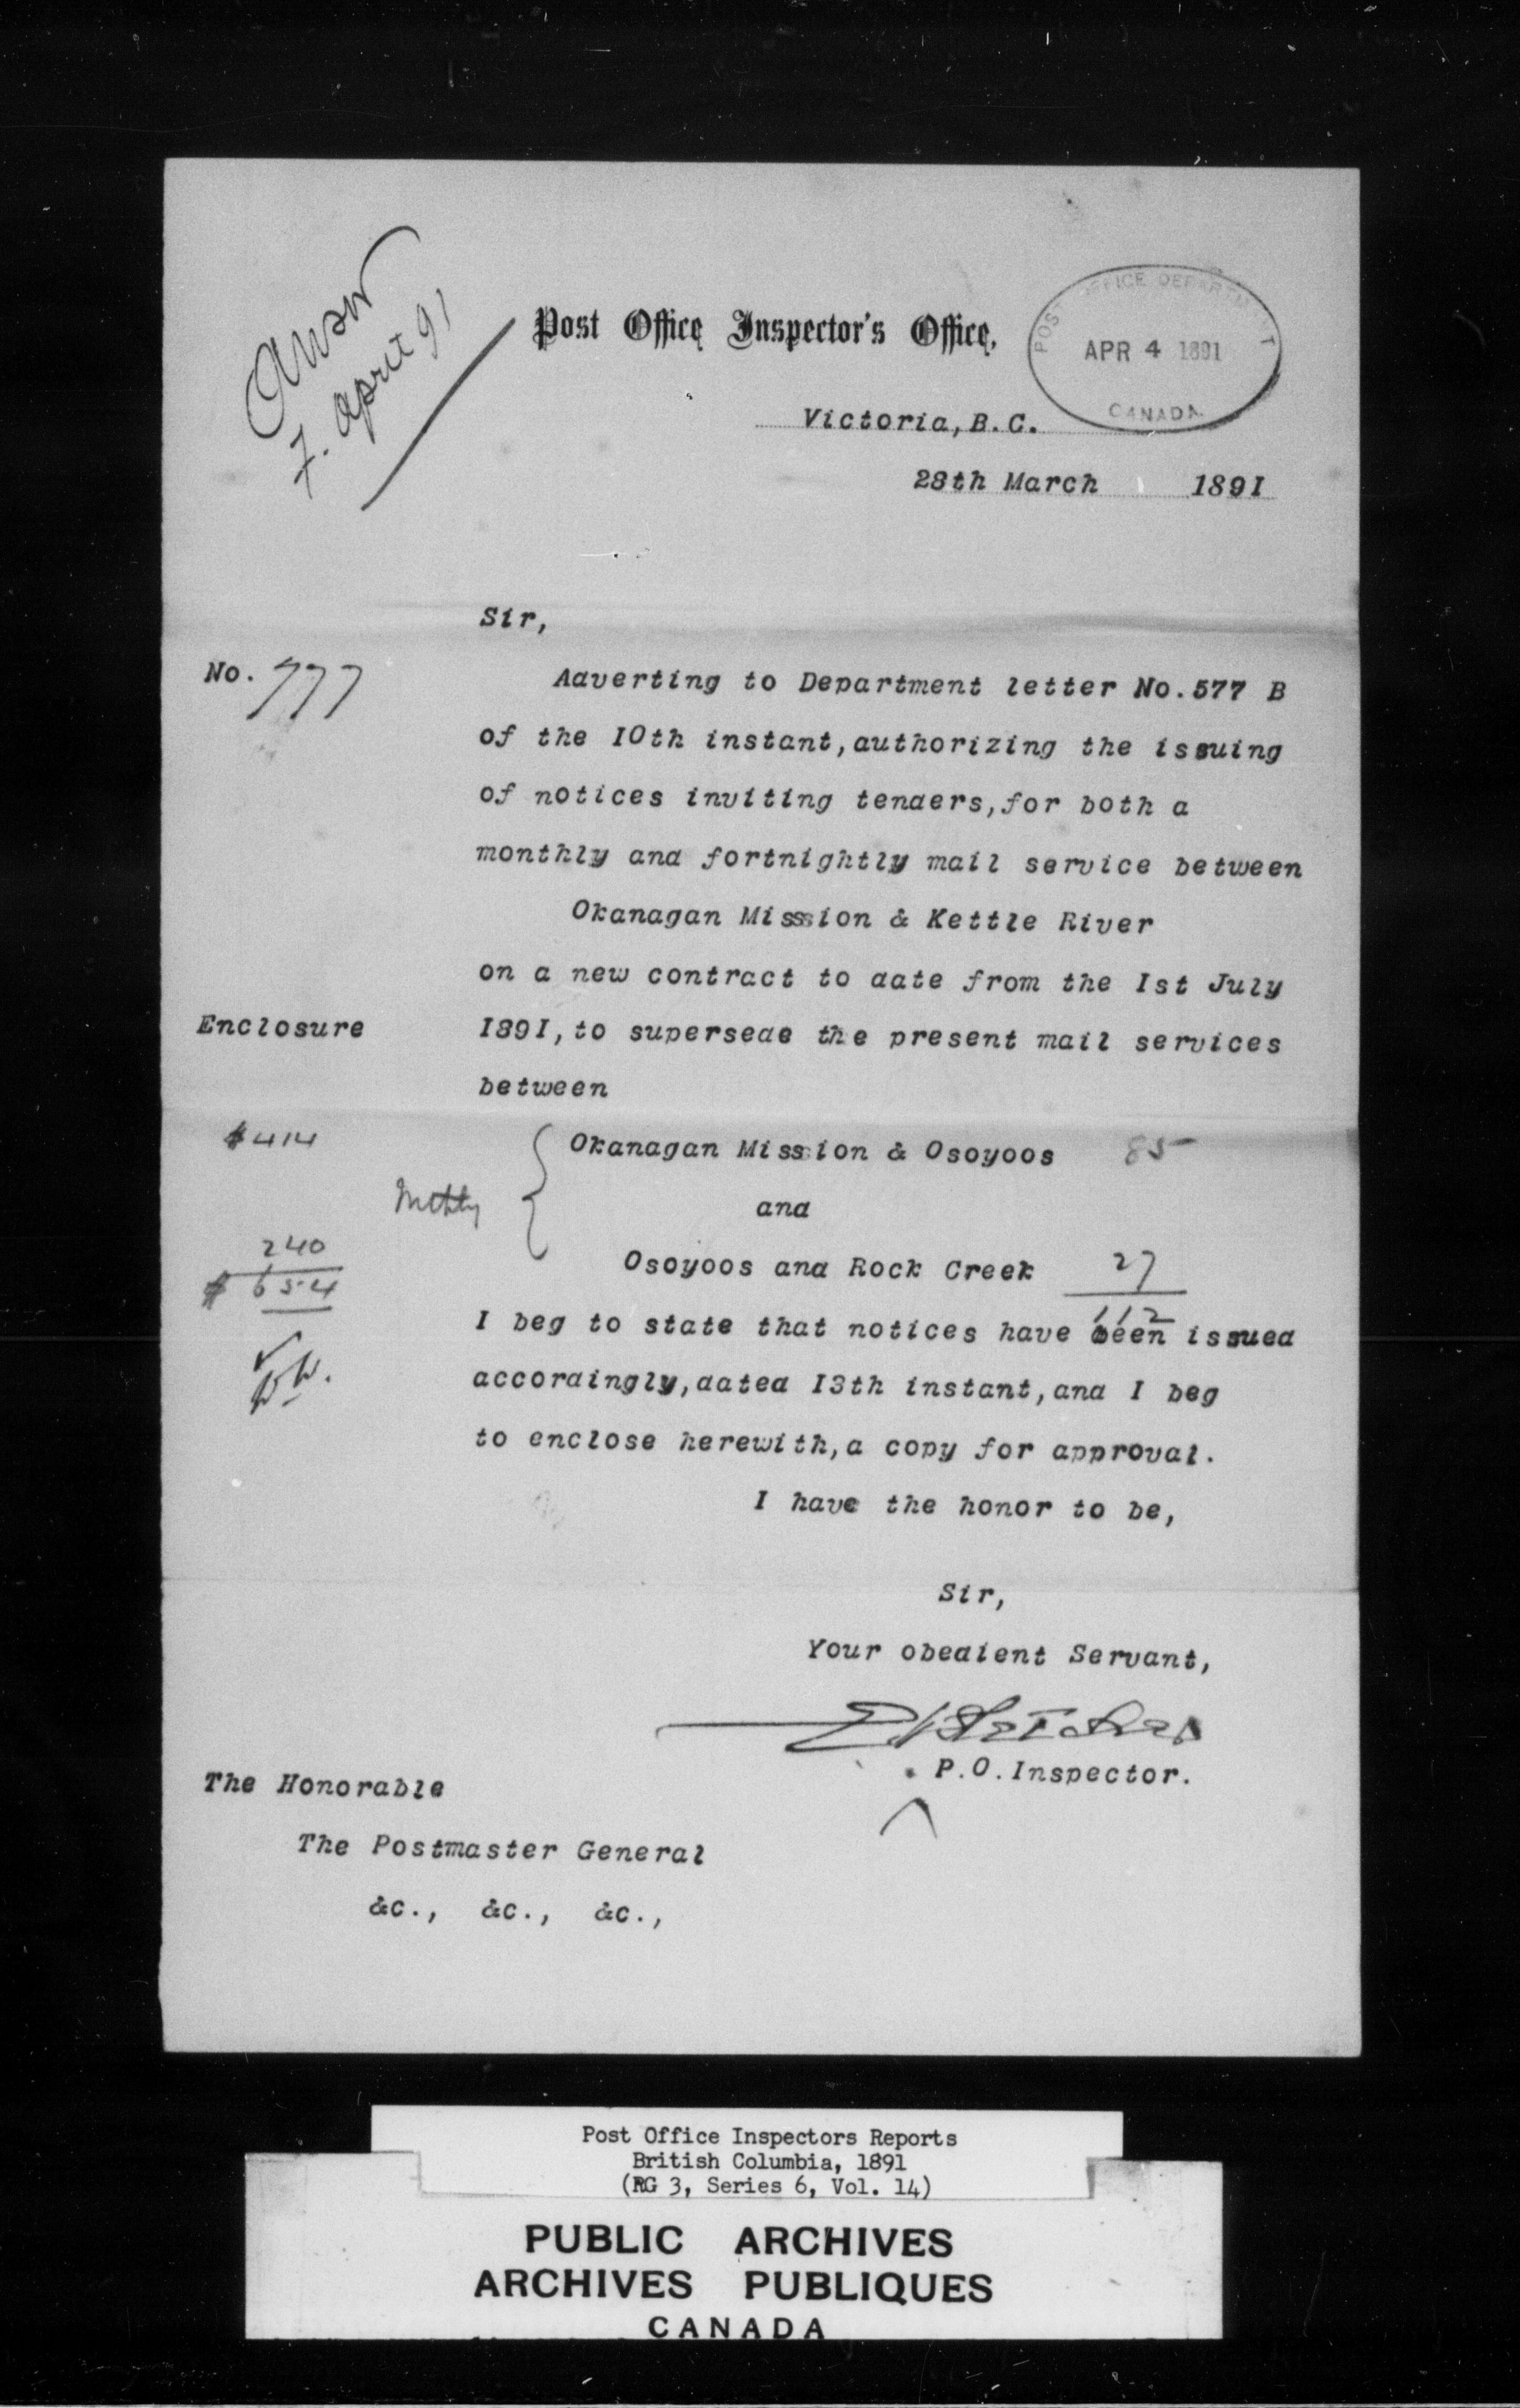 Answd
7. April 91
Post Office Inspector's Office,
POST OFFICE DEPARTMENT
APR 4 1891
CANADA
Victoria, B.C.
28th March 1891
Sir,
No. 777
Adverting to Department letter No. 577 B
of the 10th instant, authorizing the issuing
of notices inviting tenders, for both a
monthly and fortnightly mail service between
Okanagan Misssion & Kettle River
on a new contract to date from the 1st July
Enclosure
1891, to supersede the present mail services
between
$414
Okanagan Mission & Osoyoos 85
Mthly
and
240
Osoyoos and Rock Creek 27
$654
112
I beg to state that notices have been issued
accordingly, dated 13th instant, and I beg
to enclose herewith, a copy for approval.
I have the honor to be,
Sir,
Your obedient Servant,
EHFletcher
P.O. Inspector.
The Honorable
The Postmaster General
&c., &c., &c.,
Post Office Inspectors Reports
British Columbia, 1891
(RG 3, Series 6, Vol. 14)
PUBLIC ARCHIVES
ARCHIVES PUBLIQUES
CANADA